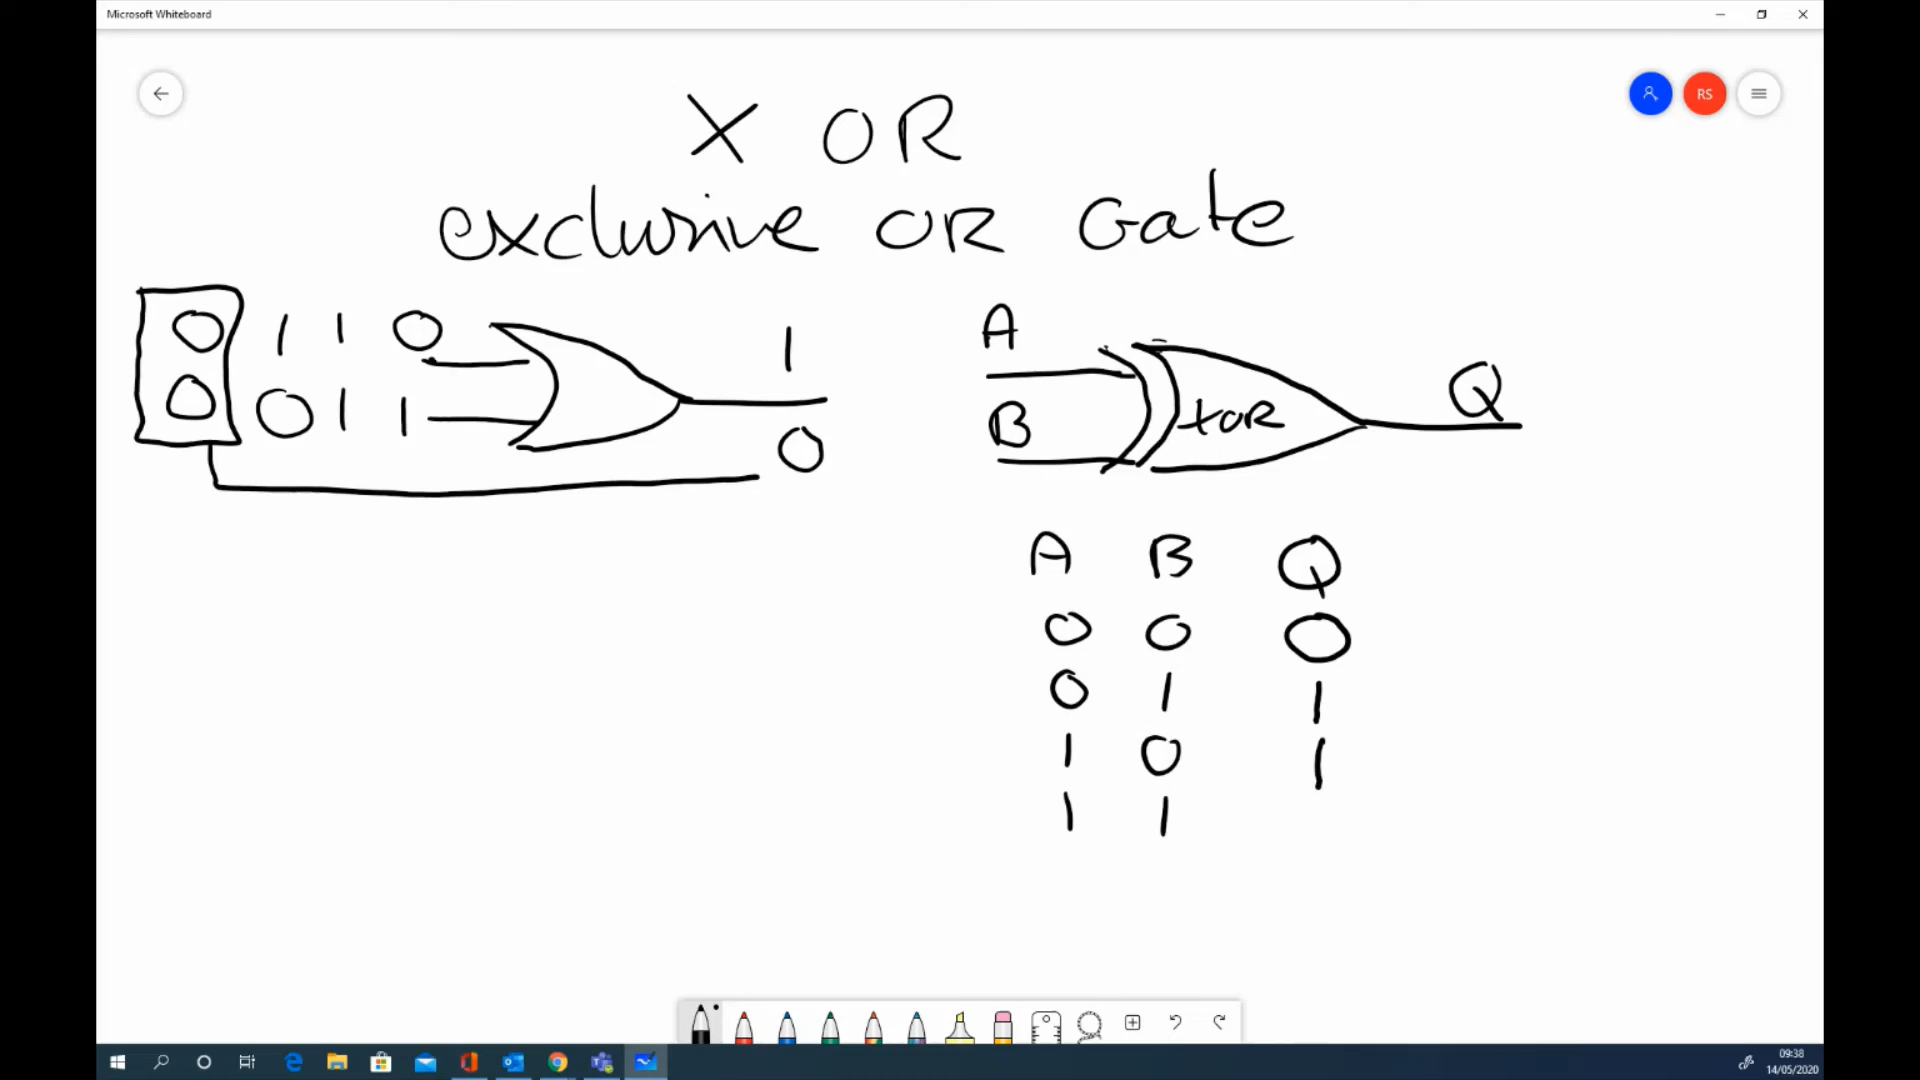 Microsoft Whiteboard
RS
X OR
exclusive OR Gate
0 1 1 0 1
0 0 1 1 0
A
B XOR Q
A B Q
0 0 0
0 1 1
1 0 1
1 1
09:38
14/05/2020